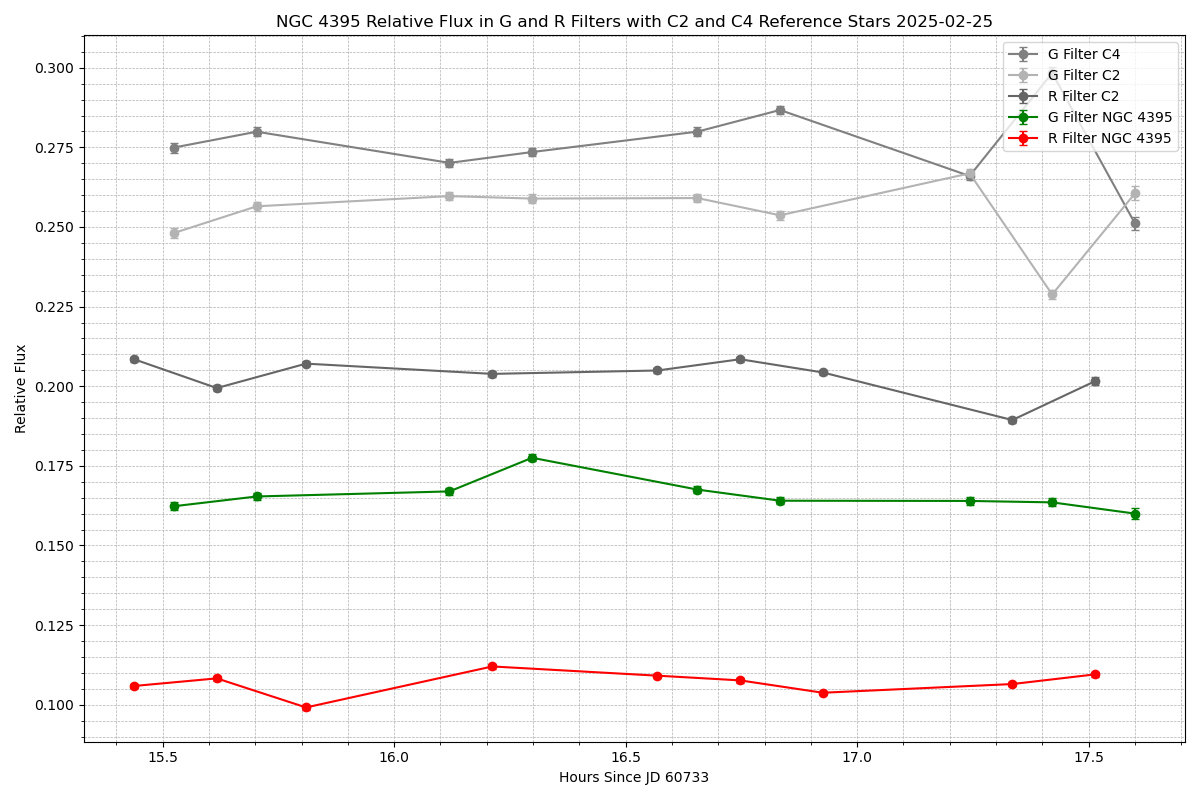 NGC 4395 Relative Flux in G and R Filters with C2 and C4 Reference Stars 2025-02-25
G Filter C4
G Filter C2
R Filter C2
G Filter NGC 4395
R Filter NGC 4395
0.300
0.275
0.250
0.225
0.200
0.175
0.150
0.125
0.100
Relative Flux
15.5
16.0
16.5
17.0
17.5
Hours Since JD 60733